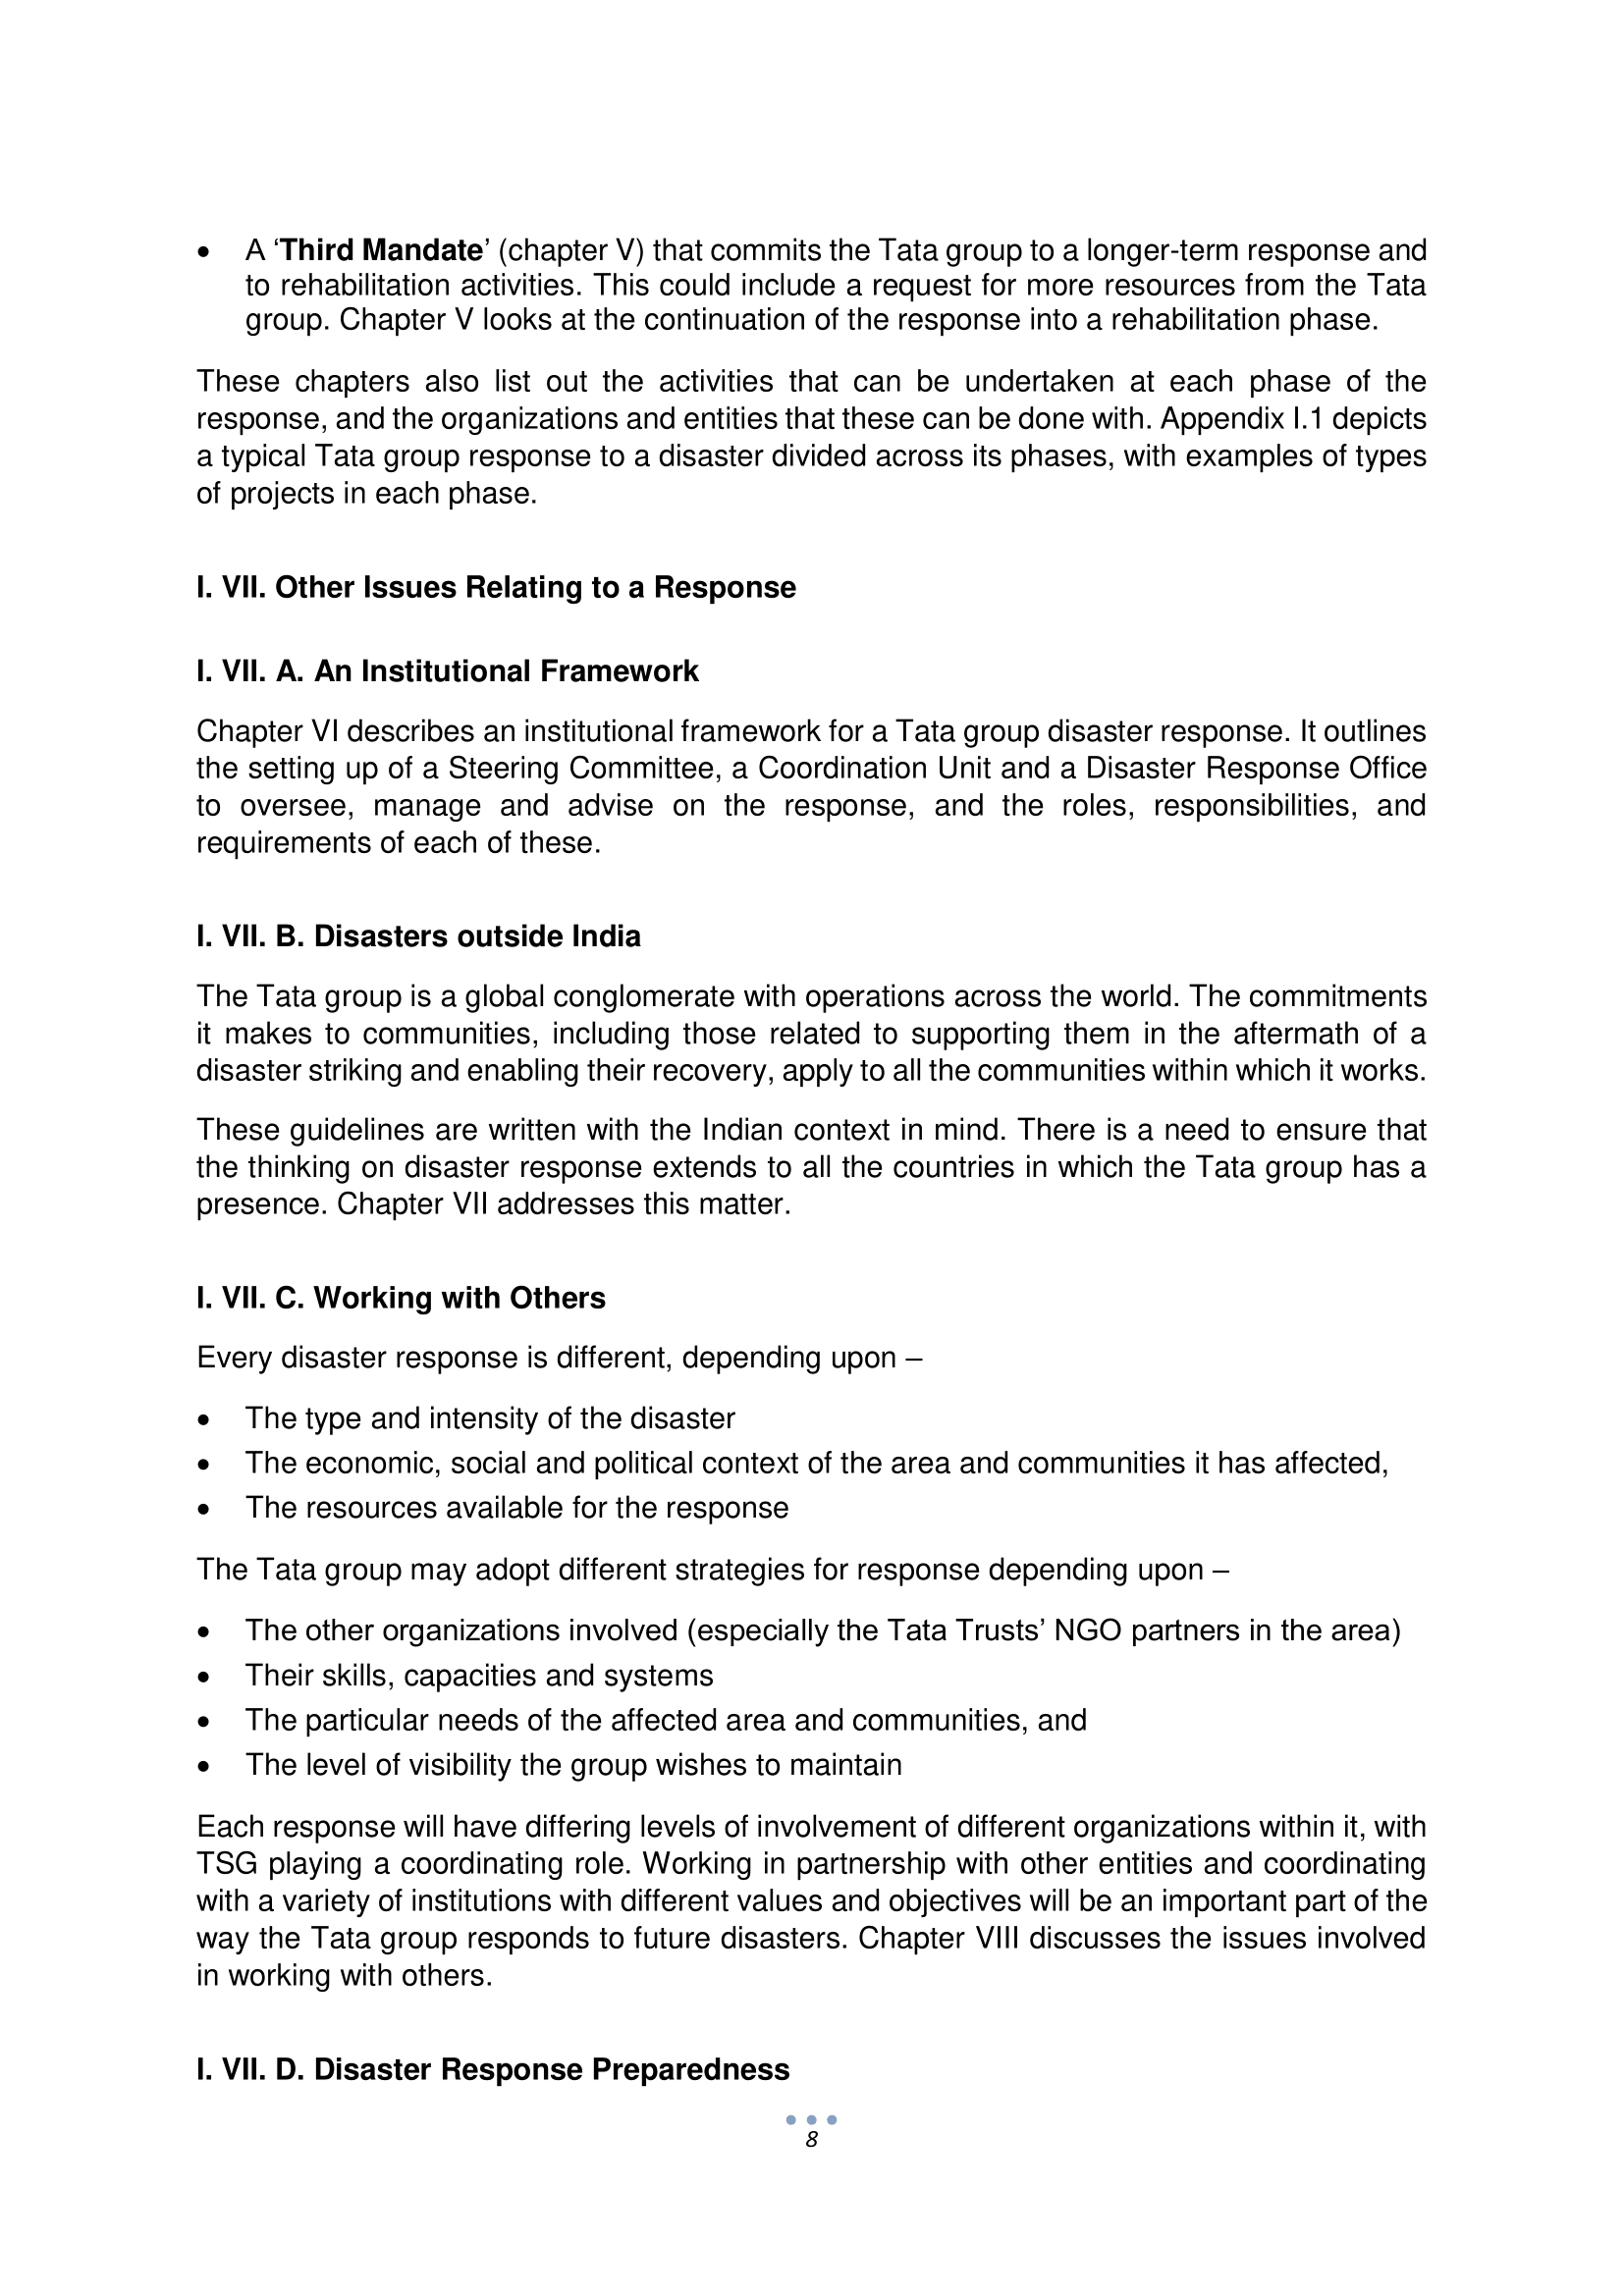 • A ‘Third Mandate’ (chapter V) that commits the Tata group to a longer-term response and
to rehabilitation activities. This could include a request for more resources from the Tata
group. Chapter V looks at the continuation of the response into a rehabilitation phase.
These chapters also list out the activities that can be undertaken at each phase of the
response, and the organizations and entities that these can be done with. Appendix I.1 depicts
a typical Tata group response to a disaster divided across its phases, with examples of types
of projects in each phase.
I. VII. Other Issues Relating to a Response
I. VII. A. An Institutional Framework
Chapter VI describes an institutional framework for a Tata group disaster response. It outlines
the setting up of a Steering Committee, a Coordination Unit and a Disaster Response Office
to oversee, manage and advise on the response, and the roles, responsibilities, and
requirements of each of these.
I. VII. B. Disasters outside India
The Tata group is a global conglomerate with operations across the world. The commitments
it makes to communities, including those related to supporting them in the aftermath of a
disaster striking and enabling their recovery, apply to all the communities within which it works.
These guidelines are written with the Indian context in mind. There is a need to ensure that
the thinking on disaster response extends to all the countries in which the Tata group has a
presence. Chapter VII addresses this matter.
I. VII. C. Working with Others
Every disaster response is different, depending upon –
• The type and intensity of the disaster
• The economic, social and political context of the area and communities it has affected,
• The resources available for the response
The Tata group may adopt different strategies for response depending upon –
• The other organizations involved (especially the Tata Trusts’ NGO partners in the area)
• Their skills, capacities and systems
• The particular needs of the affected area and communities, and
• The level of visibility the group wishes to maintain
Each response will have differing levels of involvement of different organizations within it, with
TSG playing a coordinating role. Working in partnership with other entities and coordinating
with a variety of institutions with different values and objectives will be an important part of the
way the Tata group responds to future disasters. Chapter VIII discusses the issues involved
in working with others.
I. VII. D. Disaster Response Preparedness
8